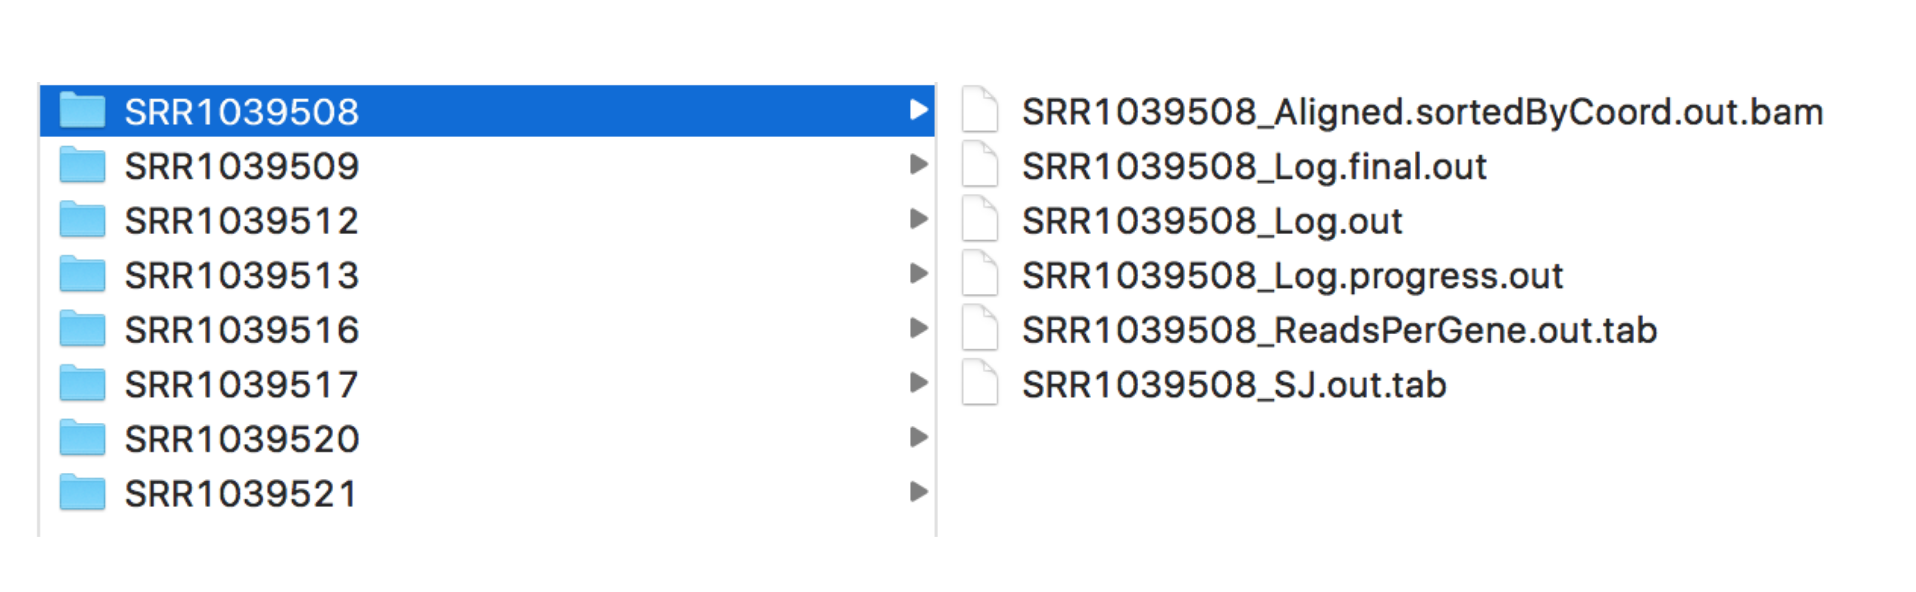 SRR1039508
SRR1039509
SRR1039512
SRR1039513
SRR1039516
SRR1039517
SRR1039520
SRR1039521
SRR1039508_Aligned.sortedByCoord.out.bam
SRR1039508_Log.final.out
SRR1039508_Log.out
SRR1039508_Log.progress.out
SRR1039508_ReadsPerGene.out.tab
SRR1039508_SJ.out.tab